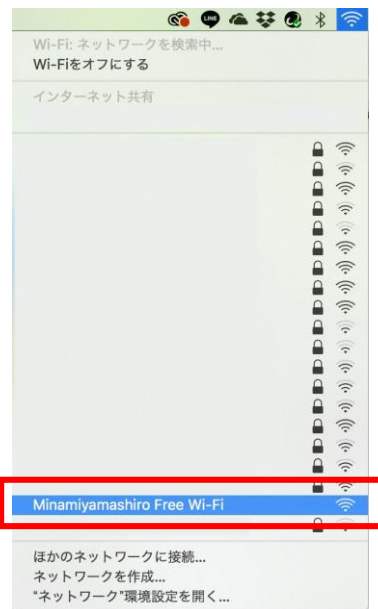 LINE
Wi-Fi: ネットワークを検索中...
Wi-Fiをオフにする
インターネット共有
Minamiyamashiro Free Wi-Fi
ほかのネットワークに接続...
ネットワークを作成...
"ネットワーク"環境設定を開く...